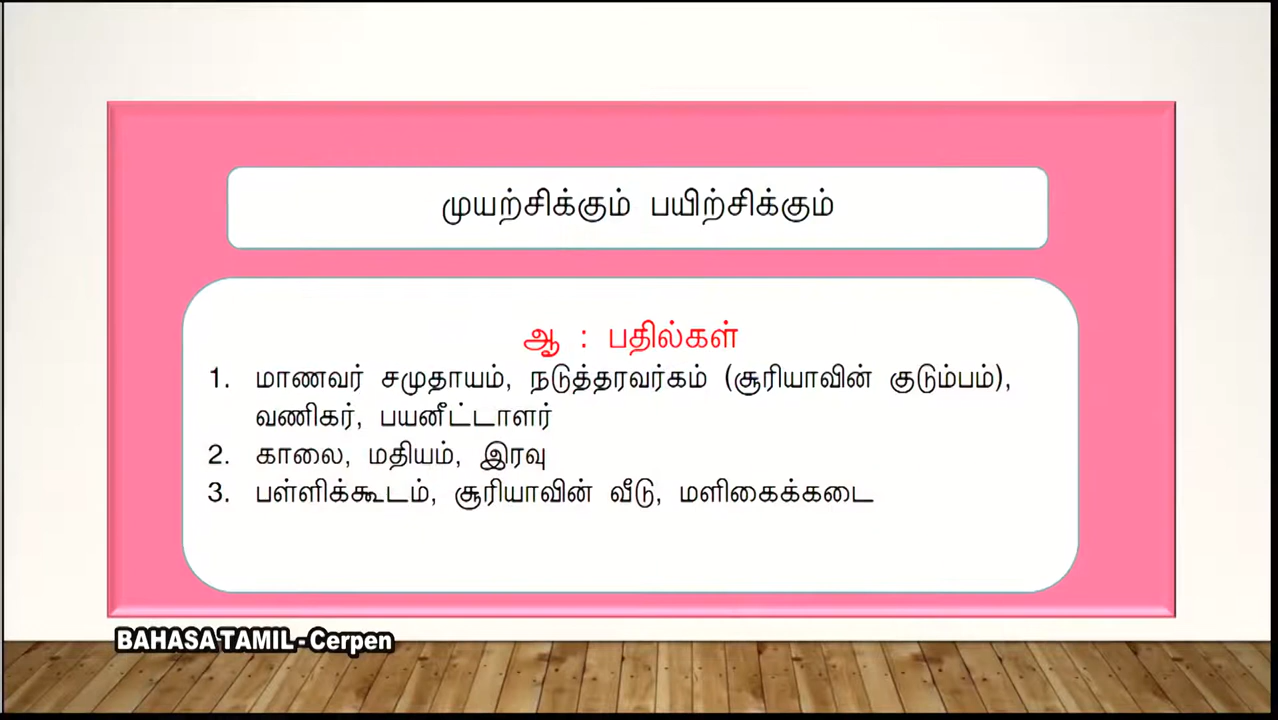 முயற்சிக்கும் பயிற்சிக்கும்
ஆ : பதில்கள்
1. மாணவர் சமுதாயம், நடுத்தரவர்கம் (சூரியாவின் குடும்பம்),
வணிகர், பயனீட்டாளர்
2. காலை, மதியம், இரவு
3. பள்ளிக்கூடம், சூரியாவின் வீடு, மளிகைக்கடை
BAHASA TAMIL - Cerpen